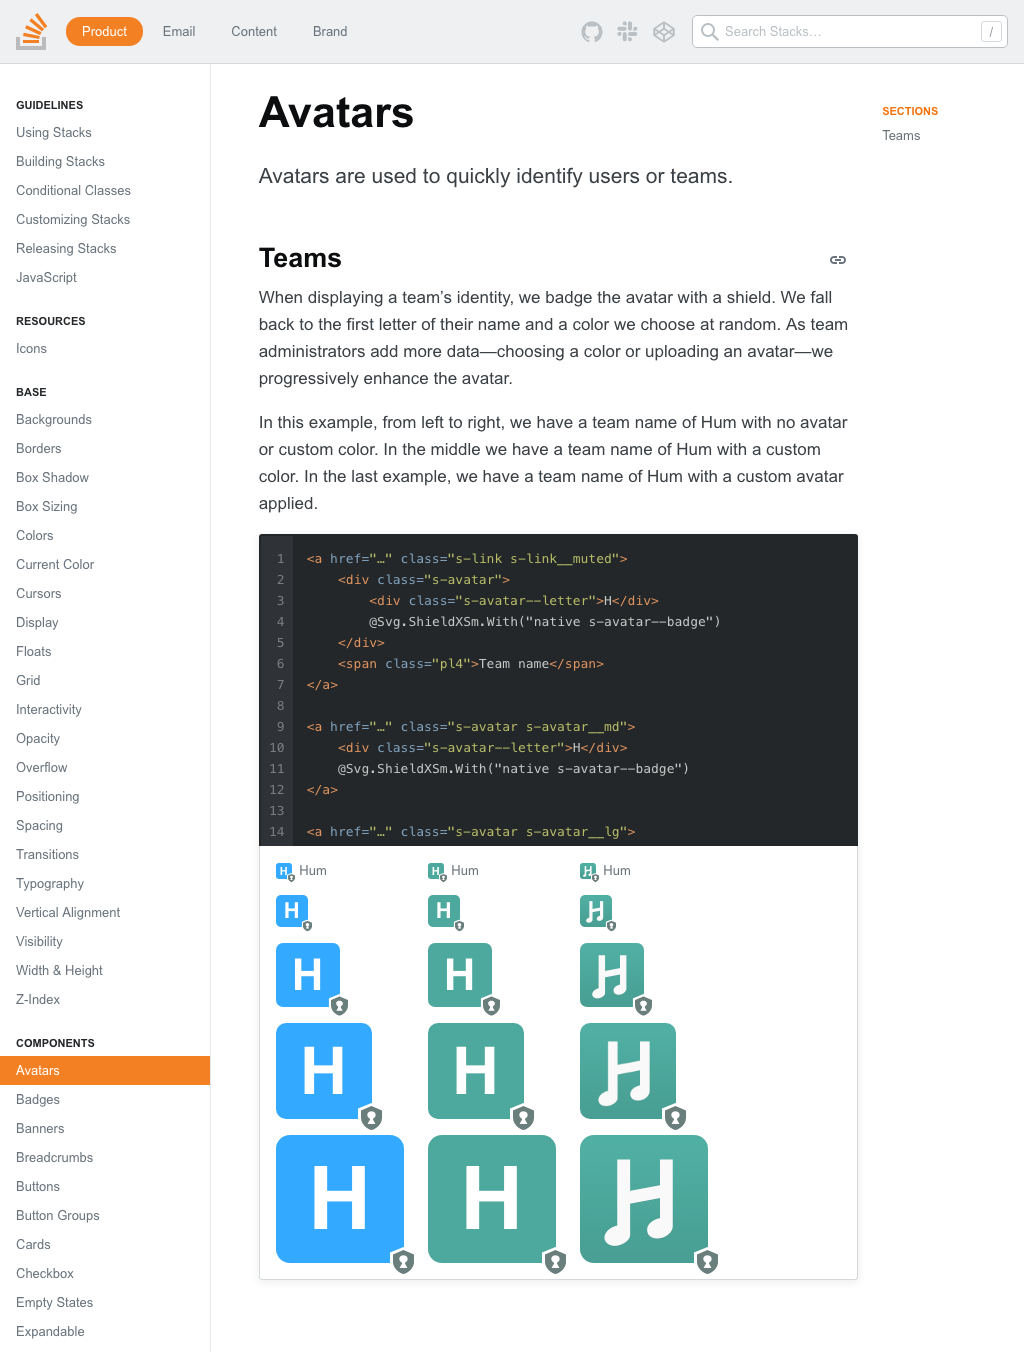 Product
Email
Content
Brand
Search Stacks…
/
GUIDELINES
Using Stacks
Building Stacks
Conditional Classes
Customizing Stacks
Releasing Stacks
JavaScript
RESOURCES
Icons
BASE
Backgrounds
Borders
Box Shadow
Box Sizing
Colors
Current Color
Cursors
Display
Floats
Grid
Interactivity
Opacity
Overflow
Positioning
Spacing
Transitions
Typography
Vertical Alignment
Visibility
Width & Height
Z-Index
COMPONENTS
Avatars
Badges
Banners
Breadcrumbs
Buttons
Button Groups
Cards
Checkbox
Empty States
Expandable
Avatars
Avatars are used to quickly identify users or teams.
Teams
When displaying a team’s identity, we badge the avatar with a shield. We fall
back to the first letter of their name and a color we choose at random. As team
administrators add more data—choosing a color or uploading an avatar—we
progressively enhance the avatar.
In this example, from left to right, we have a team name of Hum with no avatar
or custom color. In the middle we have a team name of Hum with a custom
color. In the last example, we have a team name of Hum with a custom avatar
applied.
1 <a href="…" class="s-link s-link__muted">
2     <div class="s-avatar">
3         <div class="s-avatar--letter">H</div>
4         @Svg.ShieldXSm.With("native s-avatar--badge")
5     </div>
6     <span class="pl4">Team name</span>
7 </a>
8
9 <a href="…" class="s-avatar s-avatar__md">
10     <div class="s-avatar--letter">H</div>
11     @Svg.ShieldXSm.With("native s-avatar--badge")
12 </a>
13
14 <a href="…" class="s-avatar s-avatar__lg">
H Hum H Hum H Hum
H H H
H H H
H H H
H H H
SECTIONS
Teams